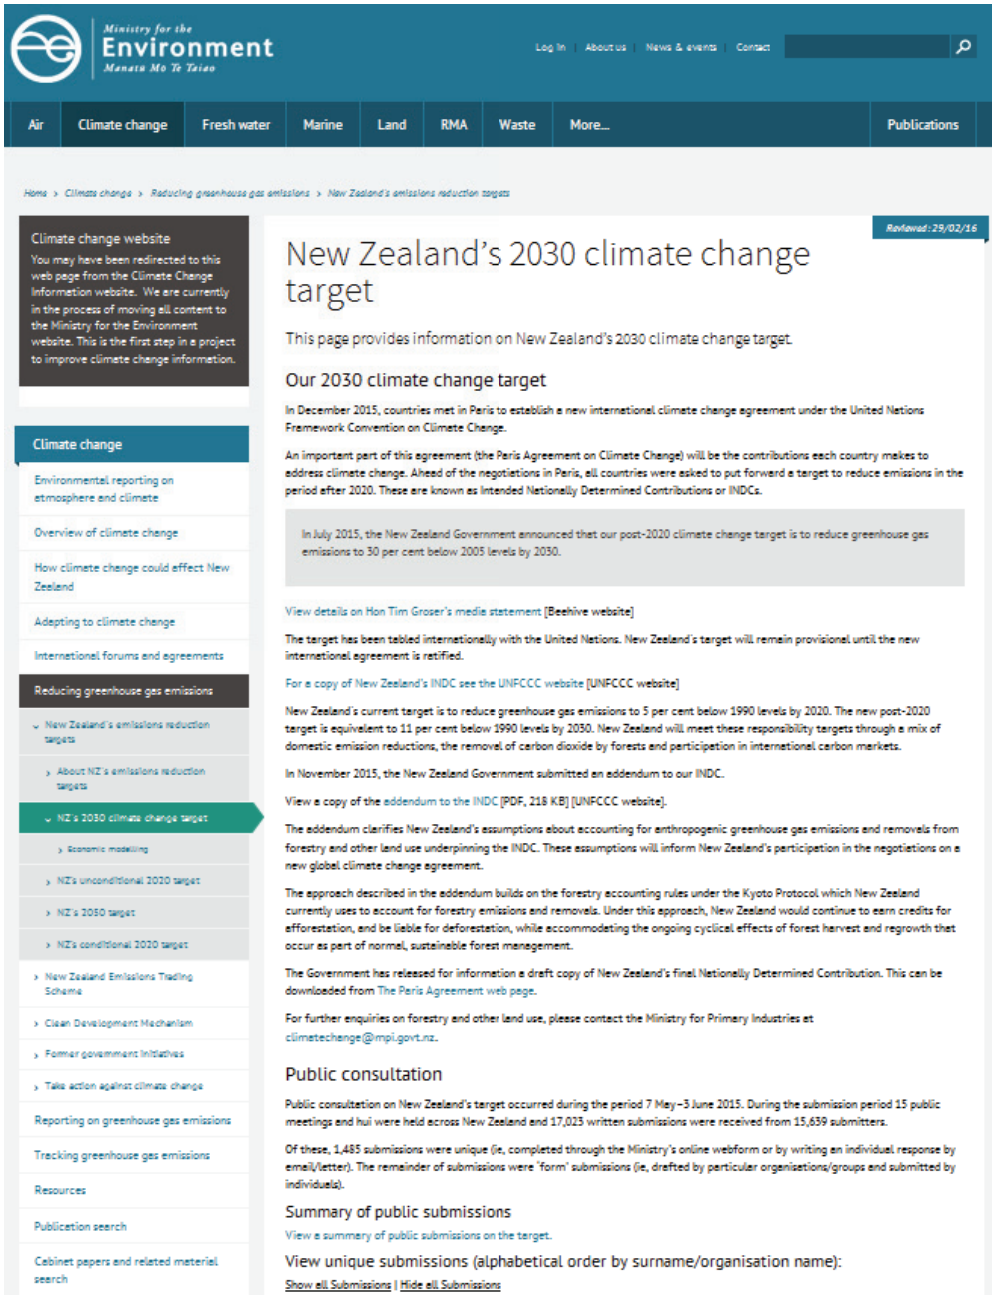 Ministry for the
Environment
Manatū Mō Te Taiao
Log In | About us | News & events | Contact
Air
Climate change
Fresh water
Marine
Land
RMA
Waste
More...
Publications
Home > Climate change > Reducing greenhouse gas emissions > New Zealand's emissions reduction targets
Climate change website
You may have been redirected to this
web page from the Climate Change
Information website. We are currently
in the process of moving all content to
the Ministry for the Environment
website. This is the first step in a project
to improve climate change information.
Climate change
Environmental reporting on
atmosphere and climate
Overview of climate change
How climate change could affect New
Zealand
Adapting to climate change
International forums and agreements
Reducing greenhouse gas emissions
New Zealand's emissions reduction
targets
About NZ's emissions reduction
targets
NZ's 2030 climate change target
Economic modelling
NZ's unconditional 2020 target
NZ's 2050 target
NZ's conditional 2020 target
New Zealand Emissions Trading
Scheme
Clean Development Mechanism
Former government initiatives
Take action against climate change
Reporting on greenhouse gas emissions
Tracking greenhouse gas emissions
Resources
Publication search
Cabinet papers and related material
search
Reviewed: 29/02/16
New Zealand's 2030 climate change
target
This page provides information on New Zealand's 2030 climate change target.
Our 2030 climate change target
In December 2015, countries met in Paris to establish a new international climate change agreement under the United Nations
Framework Convention on Climate Change.
An important part of this agreement (the Paris Agreement on Climate Change) will be the contributions each country makes to
address climate change. Ahead of the negotiations in Paris, all countries were asked to put forward a target to reduce emissions in the
period after 2020. These are known as Intended Nationally Determined Contributions or INDCs.
In July 2015, the New Zealand Government announced that our post-2020 climate change target is to reduce greenhouse gas
emissions to 30 per cent below 2005 levels by 2030.
View details on Hon Tim Groser's media statement [Beehive website]
The target has been tabled internationally with the United Nations. New Zealand's target will remain provisional until the new
international agreement is ratified.
For a copy of New Zealand's INDC see the UNFCCC website [UNFCCC website]
New Zealand's current target is to reduce greenhouse gas emissions to 5 per cent below 1990 levels by 2020. The new post-2020
target is equivalent to 11 per cent below 1990 levels by 2030. New Zealand will meet these responsibility targets through a mix of
domestic emission reductions, the removal of carbon dioxide by forests and participation in international carbon markets.
In November 2015, the New Zealand Government submitted an addendum to our INDC.
View a copy of the addendum to the INDC [PDF, 218 KB] [UNFCCC website].
The addendum clarifies New Zealand's assumptions about accounting for anthropogenic greenhouse gas emissions and removals from
forestry and other land use underpinning the INDC. These assumptions will inform New Zealand's participation in the negotiations on a
new global climate change agreement.
The approach described in the addendum builds on the forestry accounting rules under the Kyoto Protocol which New Zealand
currently uses to account for forestry emissions and removals. Under this approach, New Zealand would continue to earn credits for
afforestation, and be liable for deforestation, while accommodating the ongoing cyclical effects of forest harvest and regrowth that
occur as part of normal, sustainable forest management.
The Government has released for information a draft copy of New Zealand's final Nationally Determined Contribution. This can be
downloaded from The Paris Agreement web page.
For further enquiries on forestry and other land use, please contact the Ministry for Primary Industries at
climatechange@mpi.govt.nz.
Public consultation
Public consultation on New Zealand's target occurred during the period 7 May–3 June 2015. During the submission period 15 public
meetings and hui were held across New Zealand and 17,023 written submissions were received from 15,639 submitters.
Of these, 1,485 submissions were unique (ie, completed through the Ministry's online webform or by writing an individual response by
email/letter). The remainder of submissions were 'form' submissions (ie, drafted by particular organisations/groups and submitted by
individuals).
Summary of public submissions
View a summary of public submissions on the target.
View unique submissions (alphabetical order by surname/organisation name):
Show all Submissions | Hide all Submissions